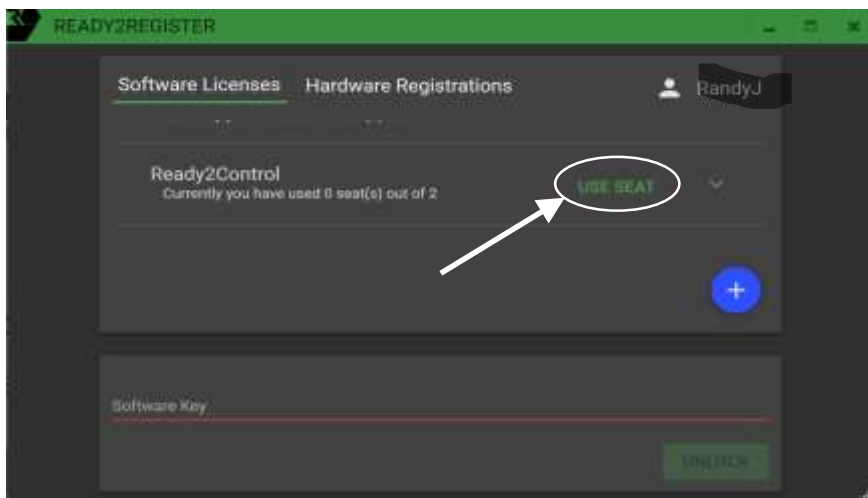 READY2REGISTER
Software Licenses Hardware Registrations RandyJ
Ready2Control USE SEAT
Currently you have used 0 seat(s) out of 2
Software Key
UNLOCK